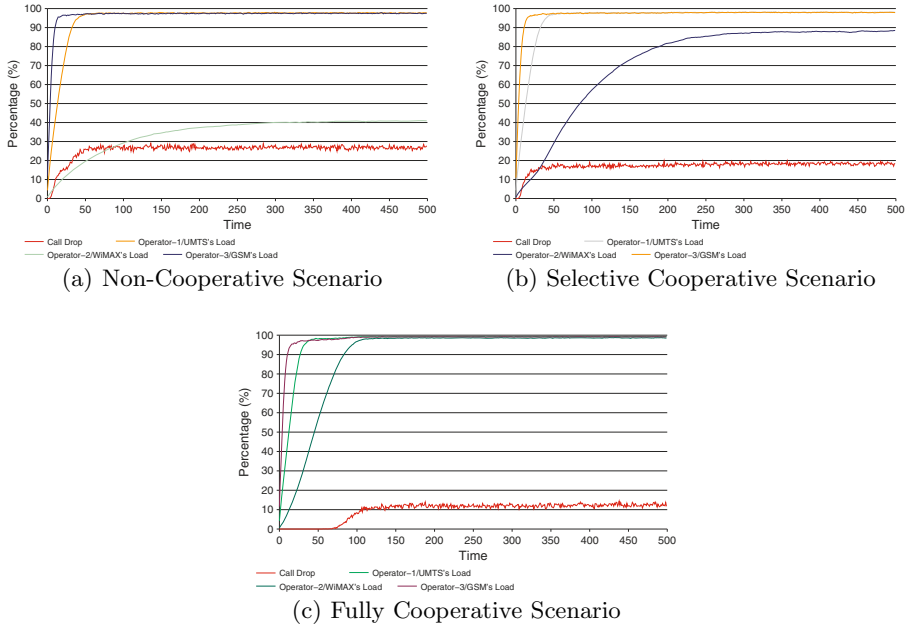 100
90
80
70
60
50
40
30
20
10
0
Percentage (%)
0 50 100 150 200 250 300 350 400 450 500
Time
Call Drop Operator-1/UMTS's Load
Operator-2/WiMAX's Load Operator-3/GSM's Load
(a) Non-Cooperative Scenario
100
90
80
70
60
50
40
30
20
10
0
Percentage (%)
0 50 100 150 200 250 300 350 400 450 500
Time
Call Drop Operator-1/UMTS's Load
Operator-2/WiMAX's Load Operator-3/GSM's Load
(b) Selective Cooperative Scenario
100
90
80
70
60
50
40
30
20
10
0
Percentage (%)
0 50 100 150 200 250 300 350 400 450 500
Time
Call Drop Operator-1/UMTS's Load
Operator-2/WiMAX's Load Operator-3/GSM's Load
(c) Fully Cooperative Scenario